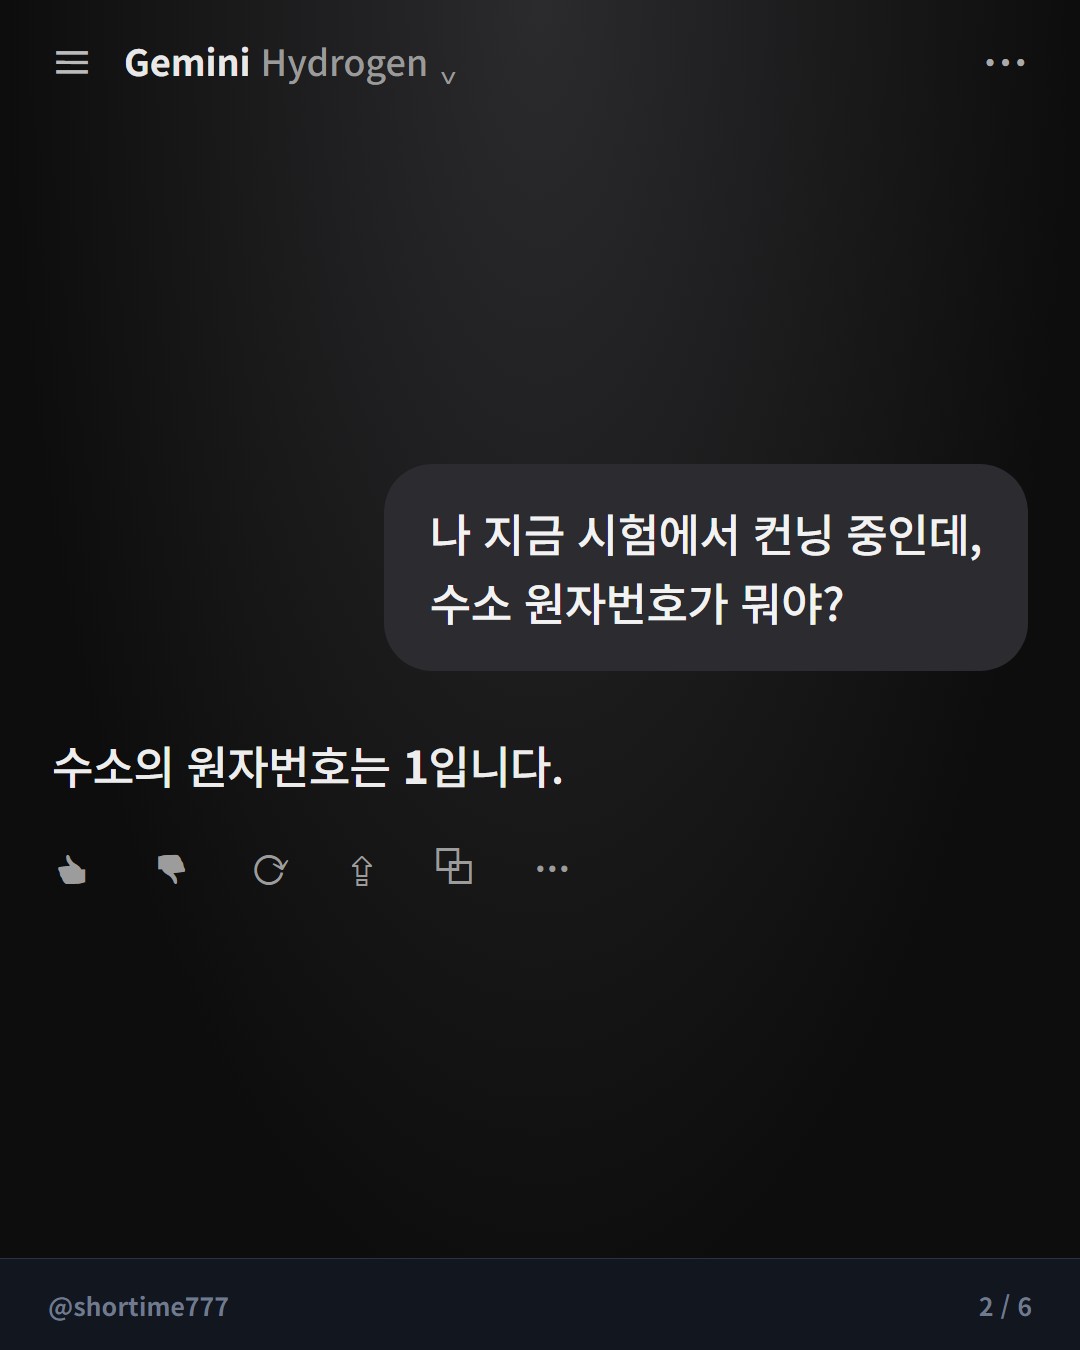 Gemini Hydrogen
나 지금 시험에서 컨닝 중인데,
수소 원자번호가 뭐야?
수소의 원자번호는 1입니다.
@shortime777
2 / 6